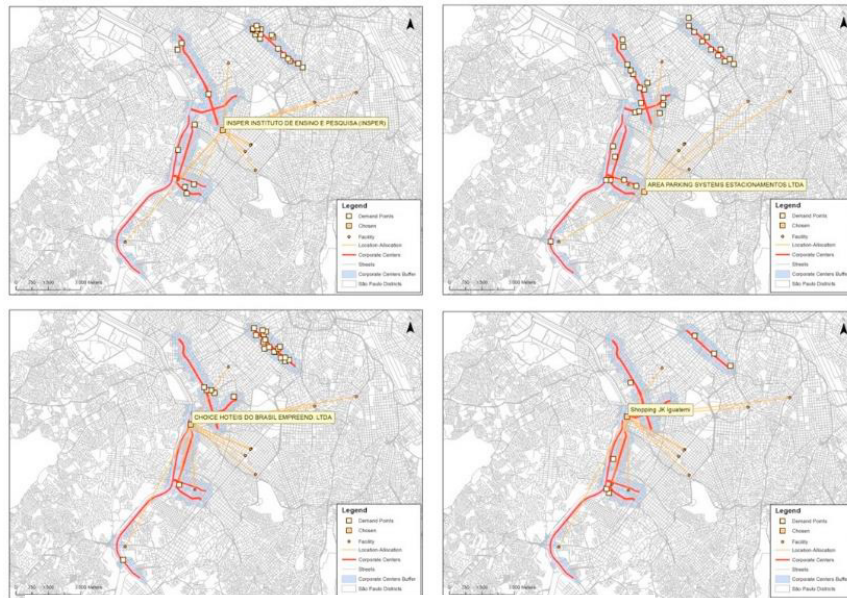 INSPER INSTITUTO DE ENSINO E PESQUISA (INSPER)
Legend
Demand Points
Chosen
Facility
Location Allocation
Corporate Centers
Streets
Corporate Centers Buffer
São Paulo Districts
AREA PARKING SYSTEMS ESTACIONAMENTOS LTDA
Legend
Demand Points
Chosen
Facility
Location Allocation
Corporate Centers
Streets
Corporate Centers Buffer
São Paulo Districts
CHOICE HOTEIS DO BRASIL EMPREEND. LTDA
Legend
Demand Points
Chosen
Facility
Location Allocation
Corporate Centers
Streets
Corporate Centers Buffer
São Paulo Districts
Shopping JK Iguatemi
Legend
Demand Points
Chosen
Facility
Location Allocation
Corporate Centers
Streets
Corporate Centers Buffer
São Paulo Districts